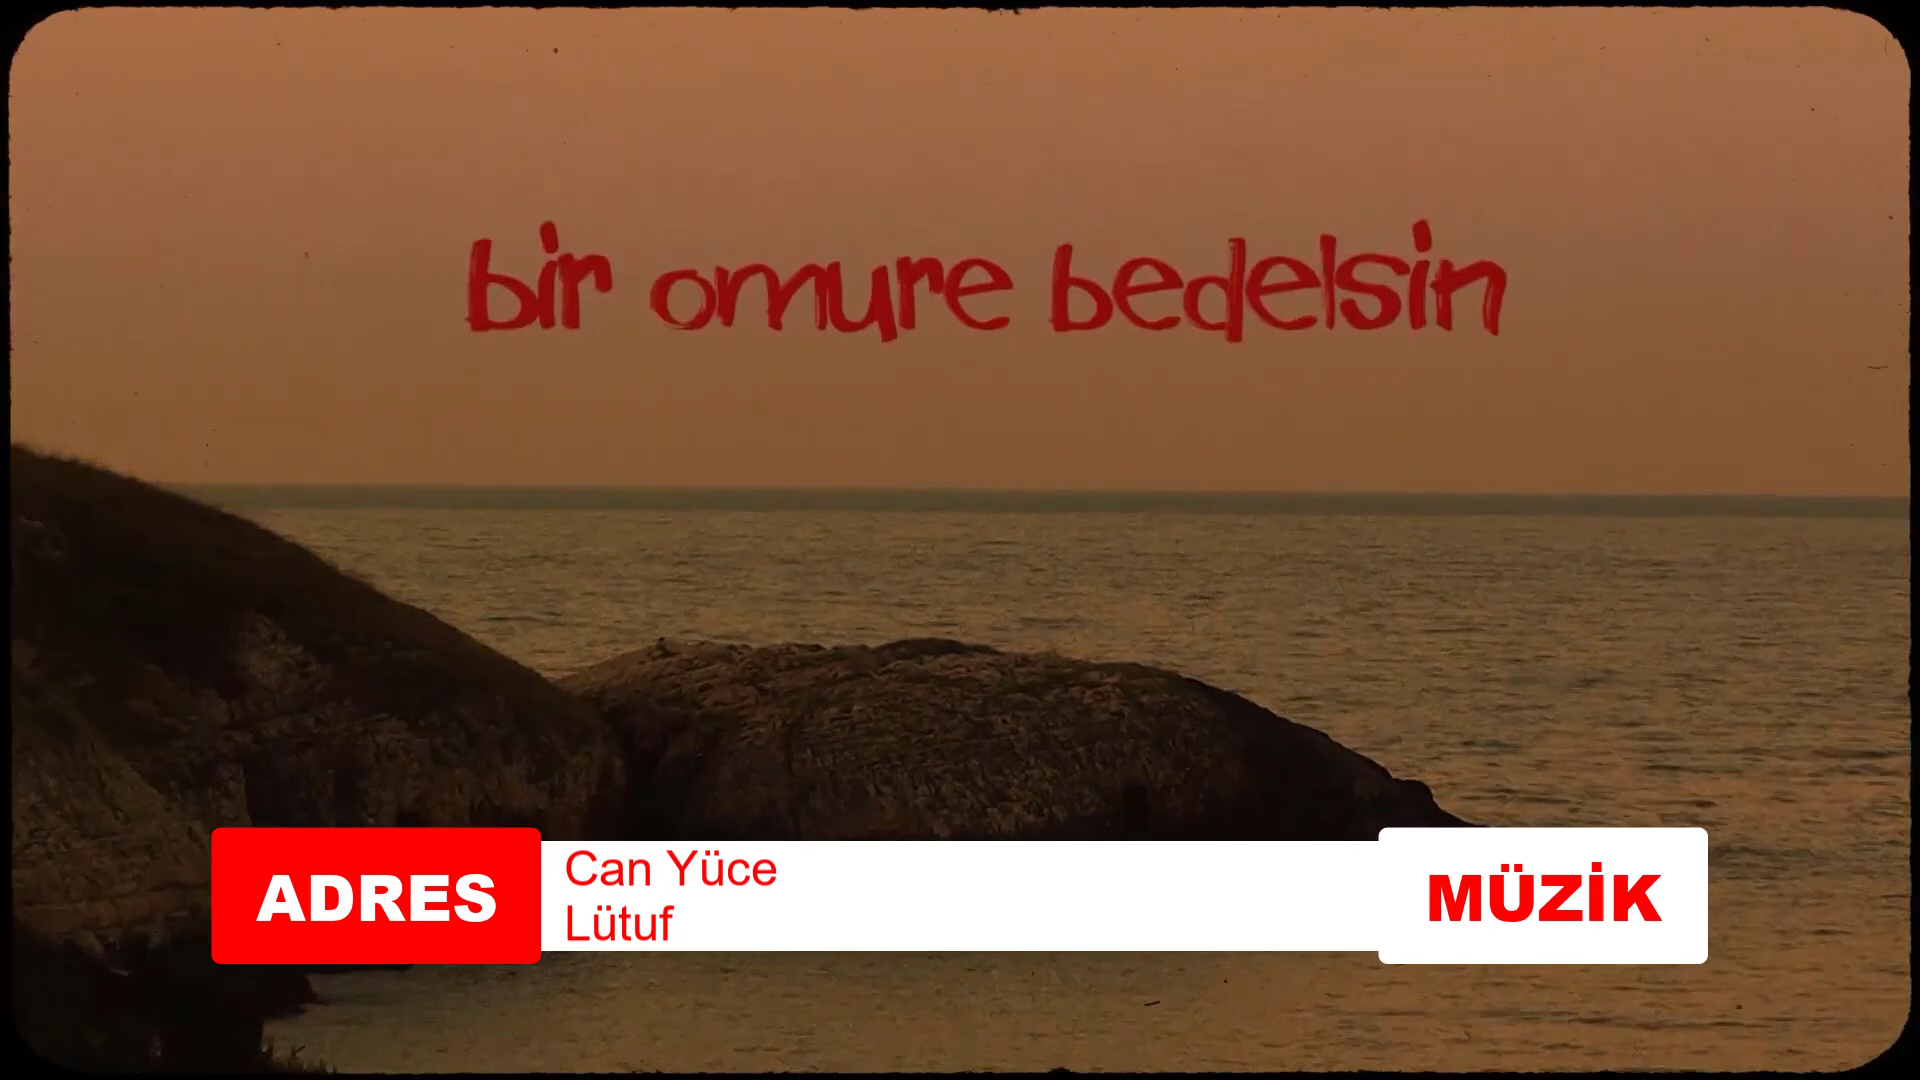 bir omure bedelsin
ADRES
Can Yüce
Lütuf
MÜZİK